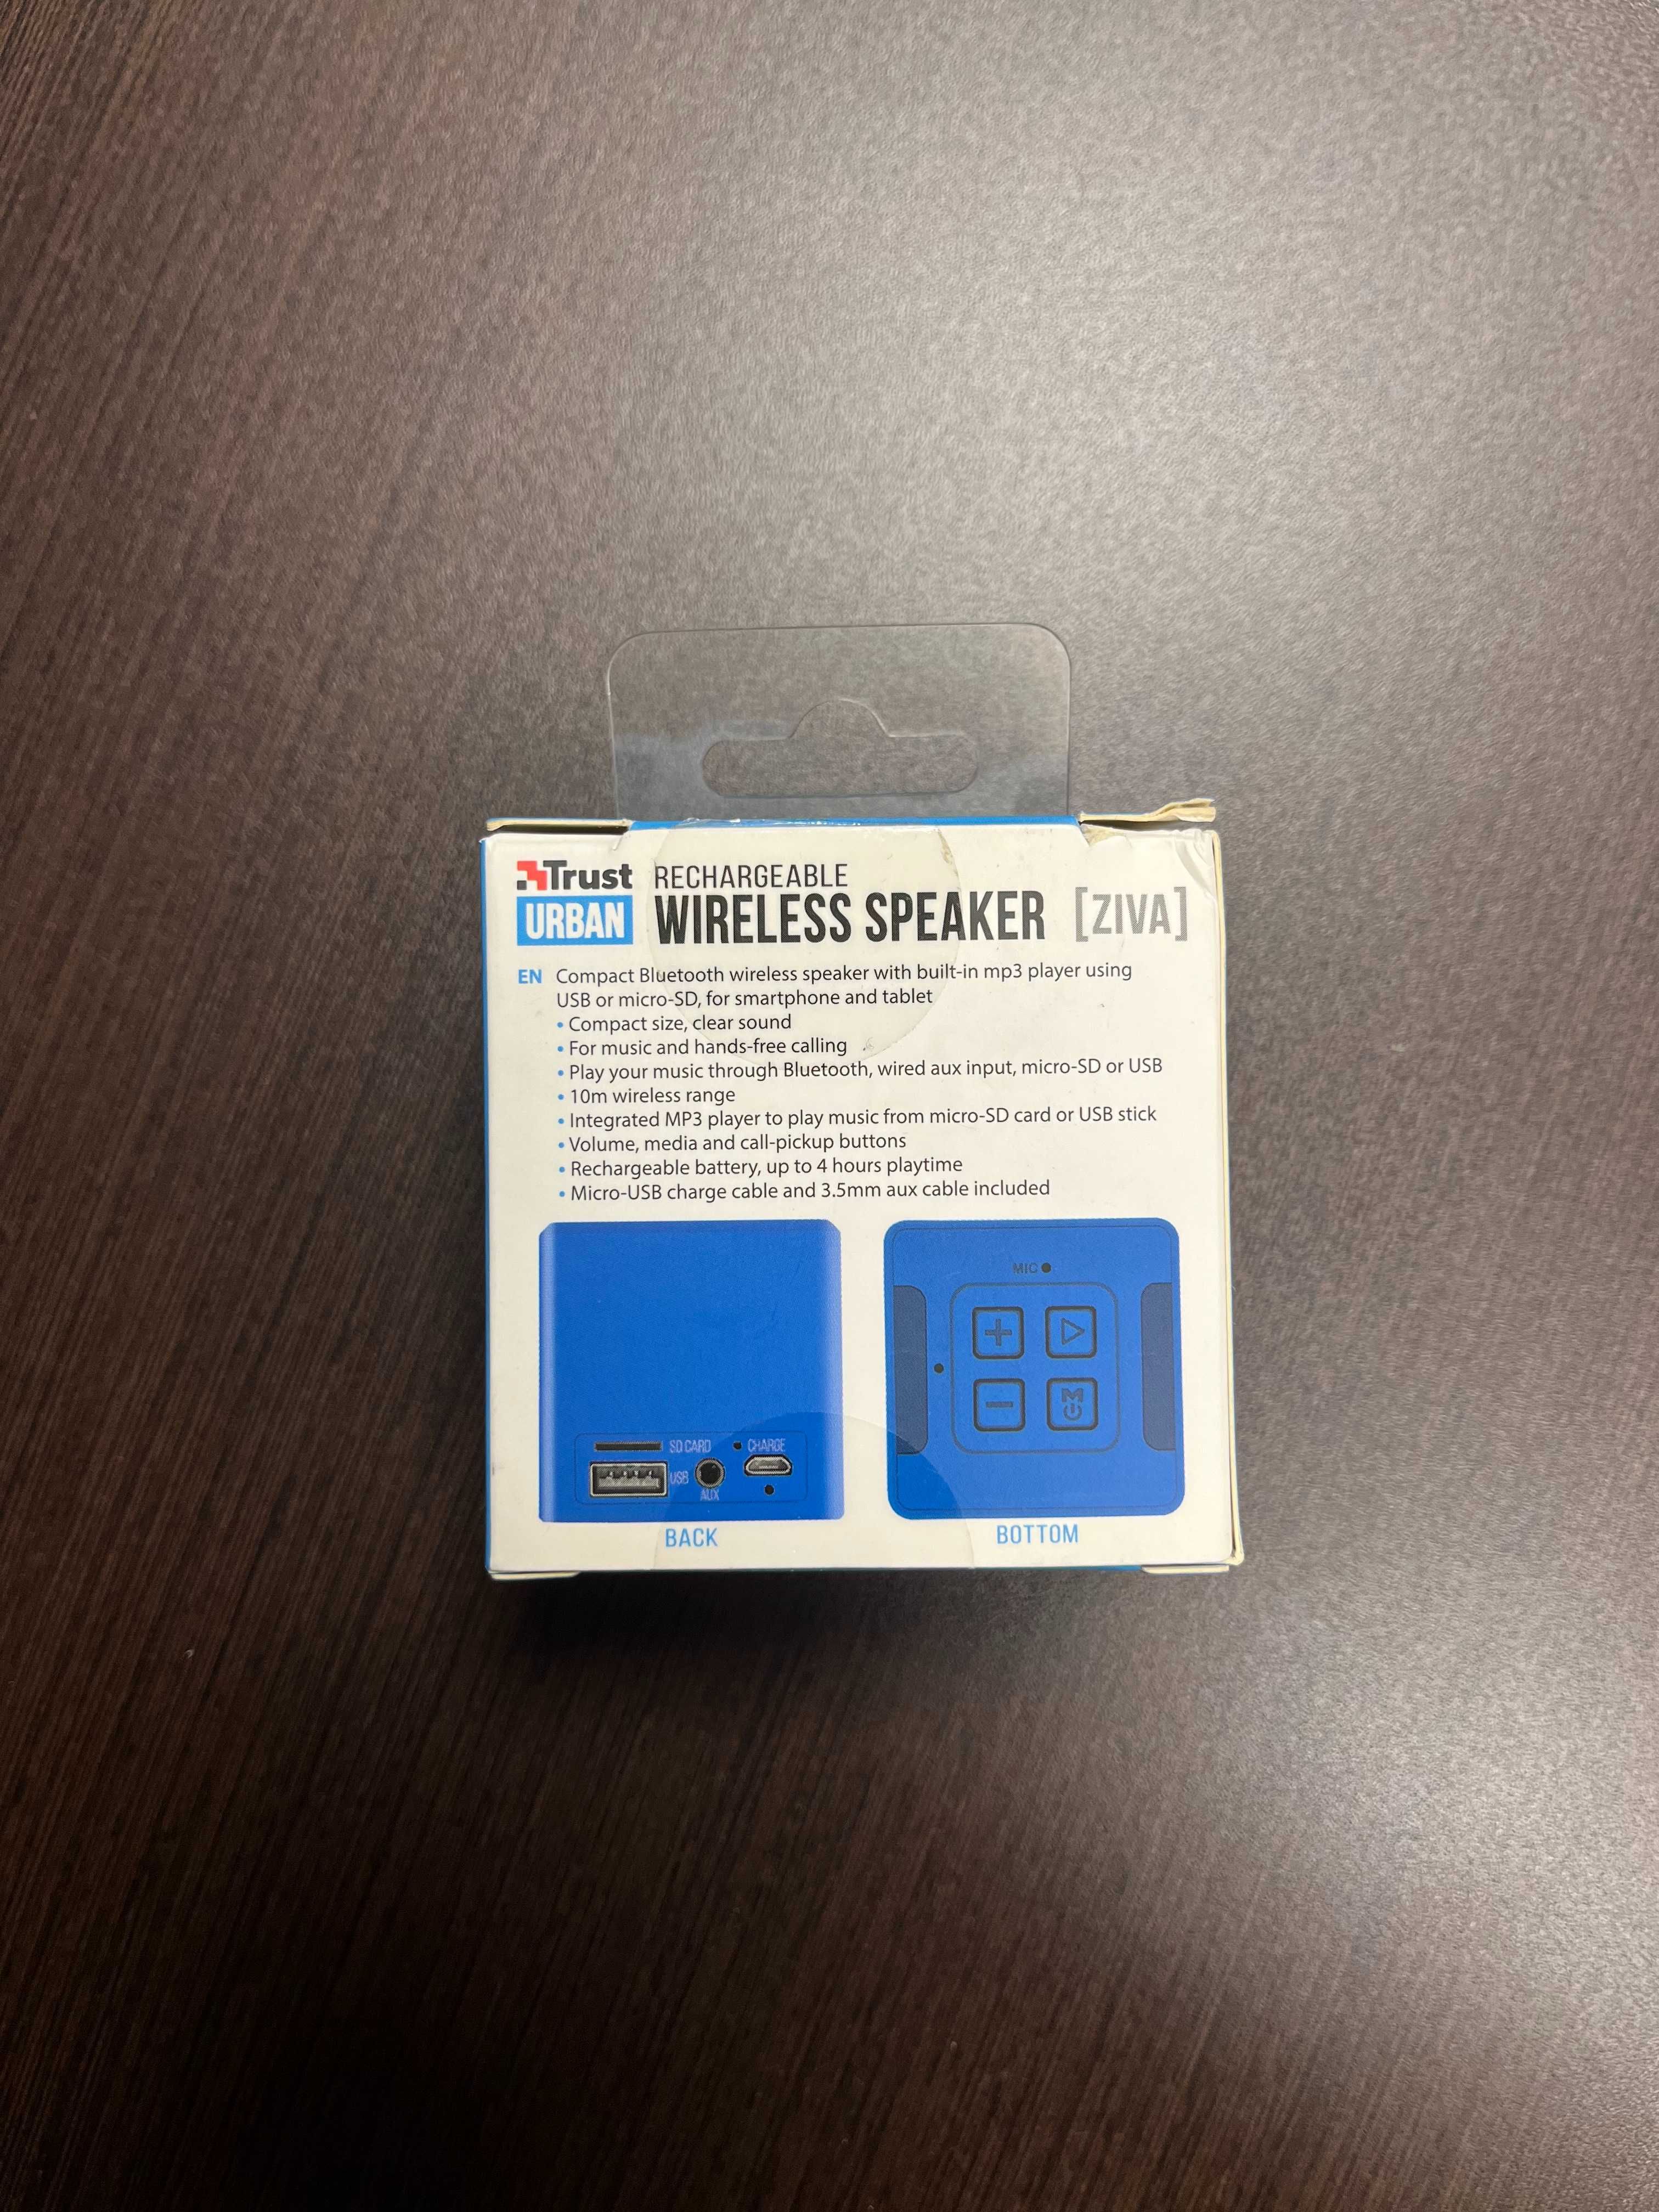 Trust
URBAN
RECHARGEABLE
WIRELESS SPEAKER [ZIVA]
EN Compact Bluetooth wireless speaker with built-in mp3 player using
USB or micro-SD, for smartphone and tablet
• Compact size, clear sound
• For music and hands-free calling
• Play your music through Bluetooth, wired aux input, micro-SD or USB
• 10m wireless range
• Integrated MP3 player to play music from micro-SD card or USB stick
• Volume, media and call-pickup buttons
• Rechargeable battery, up to 4 hours playtime
• Micro-USB charge cable and 3.5mm aux cable included
SD CARD
CHARGE
USB
AUX
BACK
MIC
M
BOTTOM